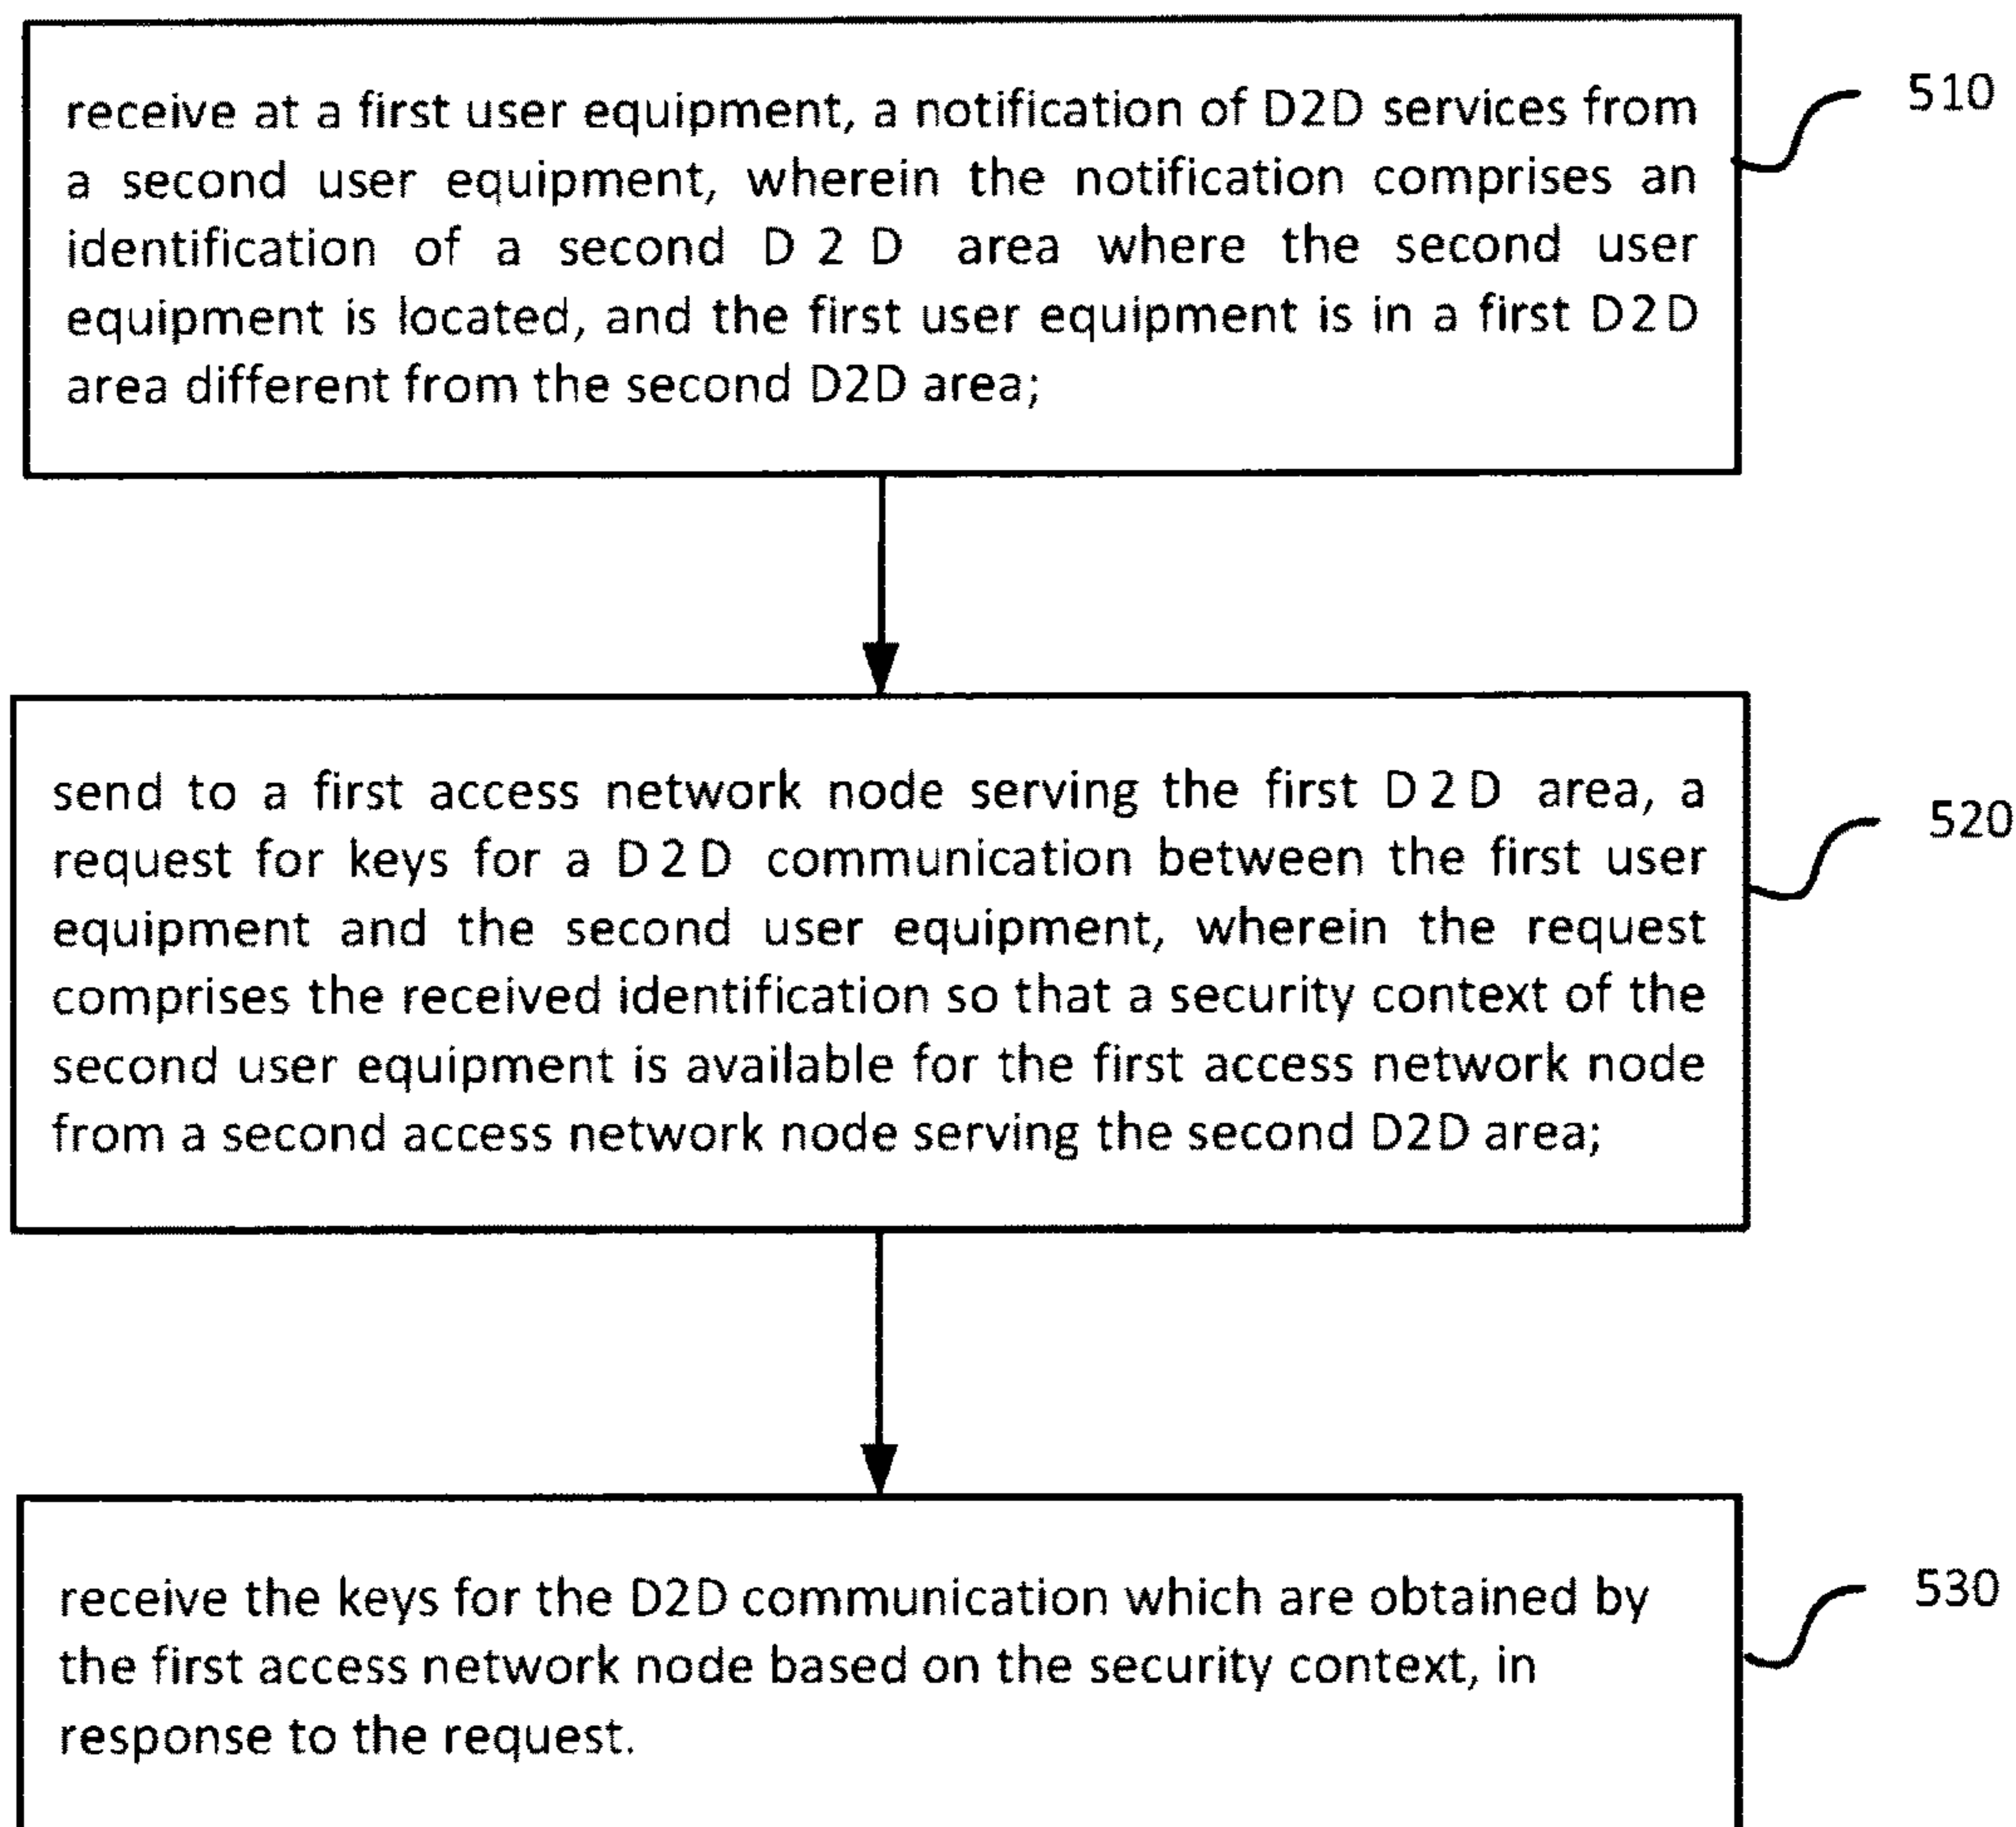 receive at a first user equipment, a notification of D2D services from
a second user equipment, wherein the notification comprises an
identification of a second D 2 D area where the second user
equipment is located, and the first user equipment is in a first D2D
area different from the second D2D area;
510
send to a first access network node serving the first D 2 D area, a
request for keys for a D 2 D communication between the first user
equipment and the second user equipment, wherein the request
comprises the received identification so that a security context of the
second user equipment is available for the first access network node
from a second access network node serving the second D2D area;
520
receive the keys for the D2D communication which are obtained by
the first access network node based on the security context, in
response to the request.
530